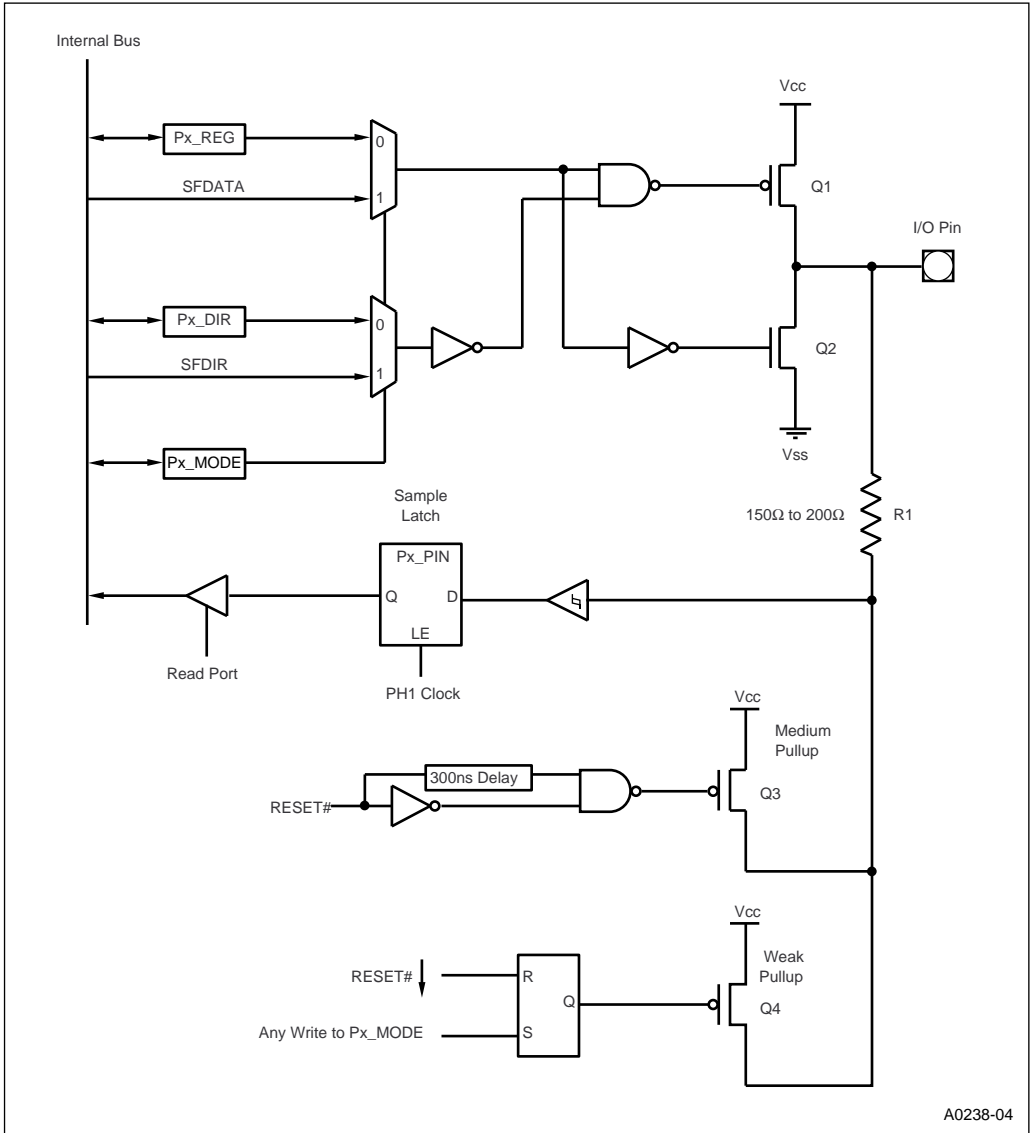 Internal Bus
Vcc
Px_REG
0
SFDATA
1
Q1
I/O Pin
Px_DIR
0
SFDIR
1
Q2
Px_MODE
Vss
Sample
Latch
150Ω to 200Ω
R1
Px_PIN
Q
D
LE
Read Port
PH1 Clock
Vcc
Medium
Pullup
300ns Delay
RESET#
Q3
Vcc
Weak
Pullup
RESET#
R
Q
Q4
Any Write to Px_MODE
S
A0238-04